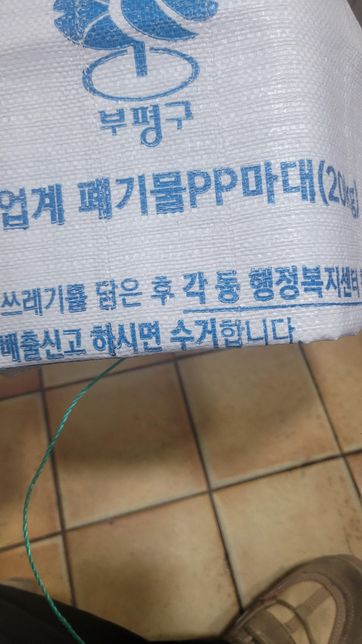 부평구
업계 폐기물PP마대(20kg)
쓰레기를 담은 후 각 동 행정복지센터
배출신고 하시면 수거합니다